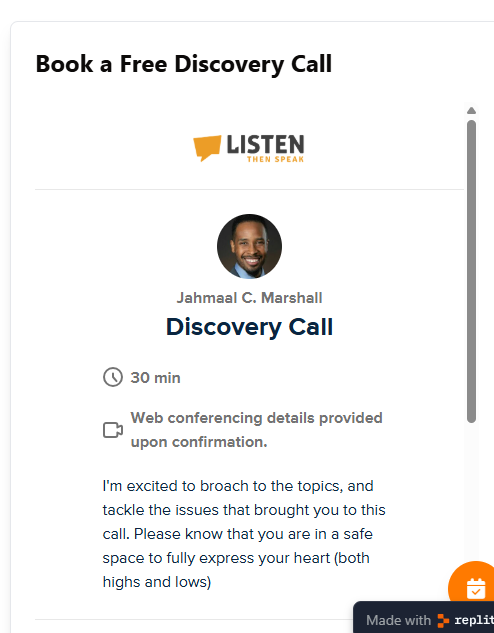 Book a Free Discovery Call
LISTEN
THEN SPEAK
Jahmaal C. Marshall
Discovery Call
30 min
Web conferencing details provided
upon confirmation.
I'm excited to broach to the topics, and
tackle the issues that brought you to this
call. Please know that you are in a safe
space to fully express your heart (both
highs and lows)
Made with replit